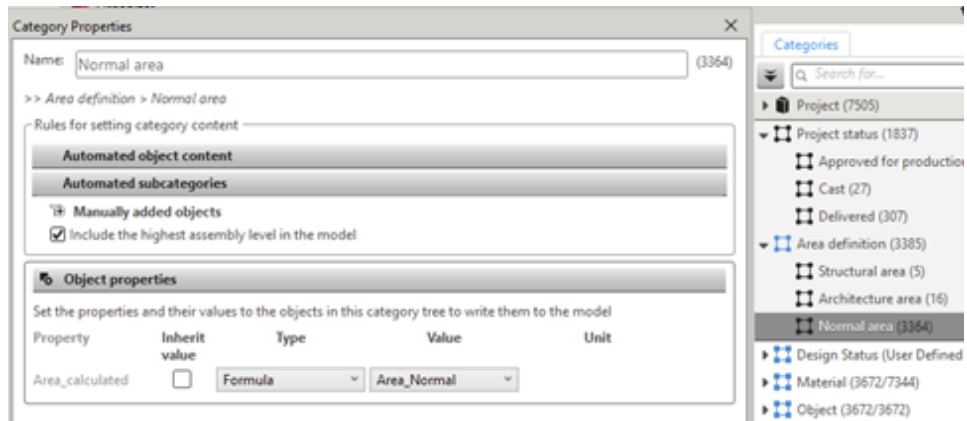 Category Properties
Name: Normal area (3364)
>> Area definition > Normal area
Rules for setting category content
Automated object content
Automated subcategories
Manually added objects
Include the highest assembly level in the model
Object properties
Set the properties and their values to the objects in this category tree to write them to the model
Property Inherit value Type Value Unit
Area_calculated Formula Area_Normal
Categories
Search for...
Project (7505)
Project status (1837)
Approved for production
Cast (27)
Delivered (307)
Area definition (3385)
Structural area (5)
Architecture area (16)
Normal area (3364)
Design Status (User Defined
Material (3672/7344)
Object (3672/3672)